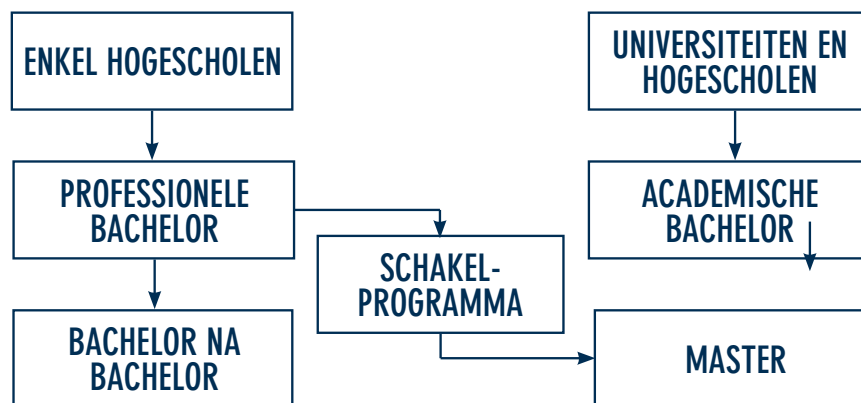 ENKEL HOGESCHOLEN
UNIVERSITEITEN EN
HOGESCHOLEN
PROFESSIONELE
BACHELOR
ACADEMISCHE
BACHELOR
SCHAKEL-
PROGRAMMA
BACHELOR NA
BACHELOR
MASTER